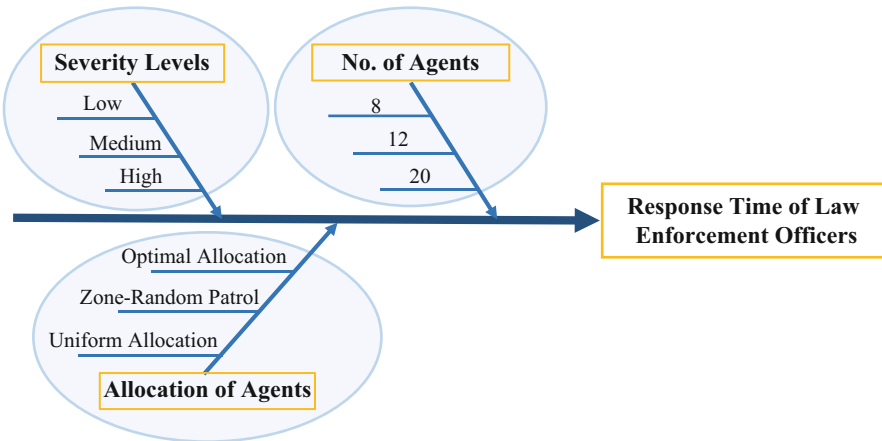 Severity Levels
Low
Medium
High
No. of Agents
8
12
20
Response Time of Law
Enforcement Officers
Optimal Allocation
Zone-Random Patrol
Uniform Allocation
Allocation of Agents